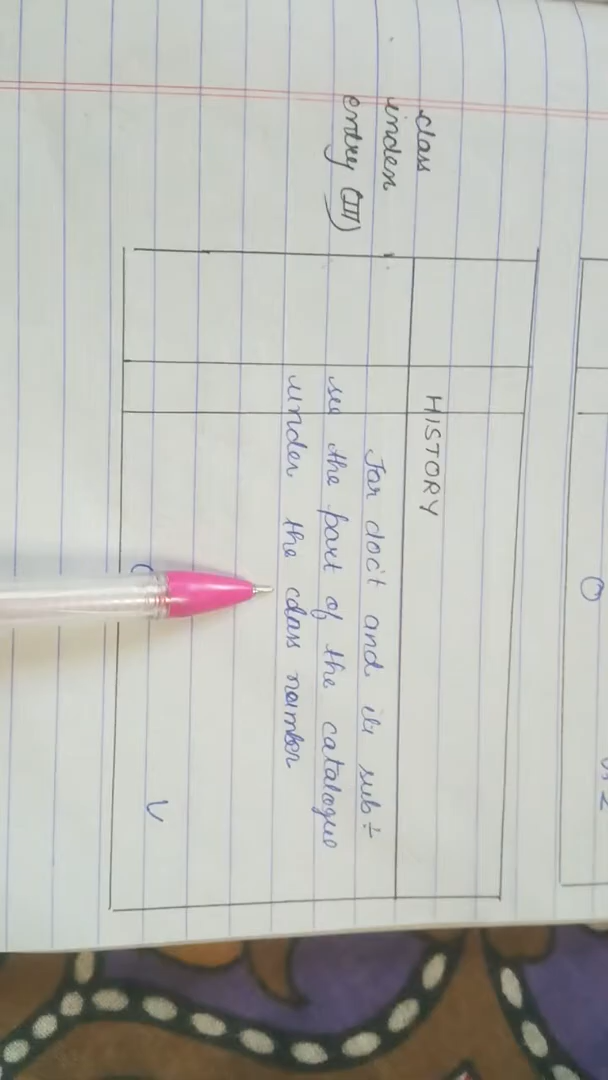 class
index
entry (III)
HISTORY
For doc't and its sub ÷
see the part of the catalogue
under the class number
V